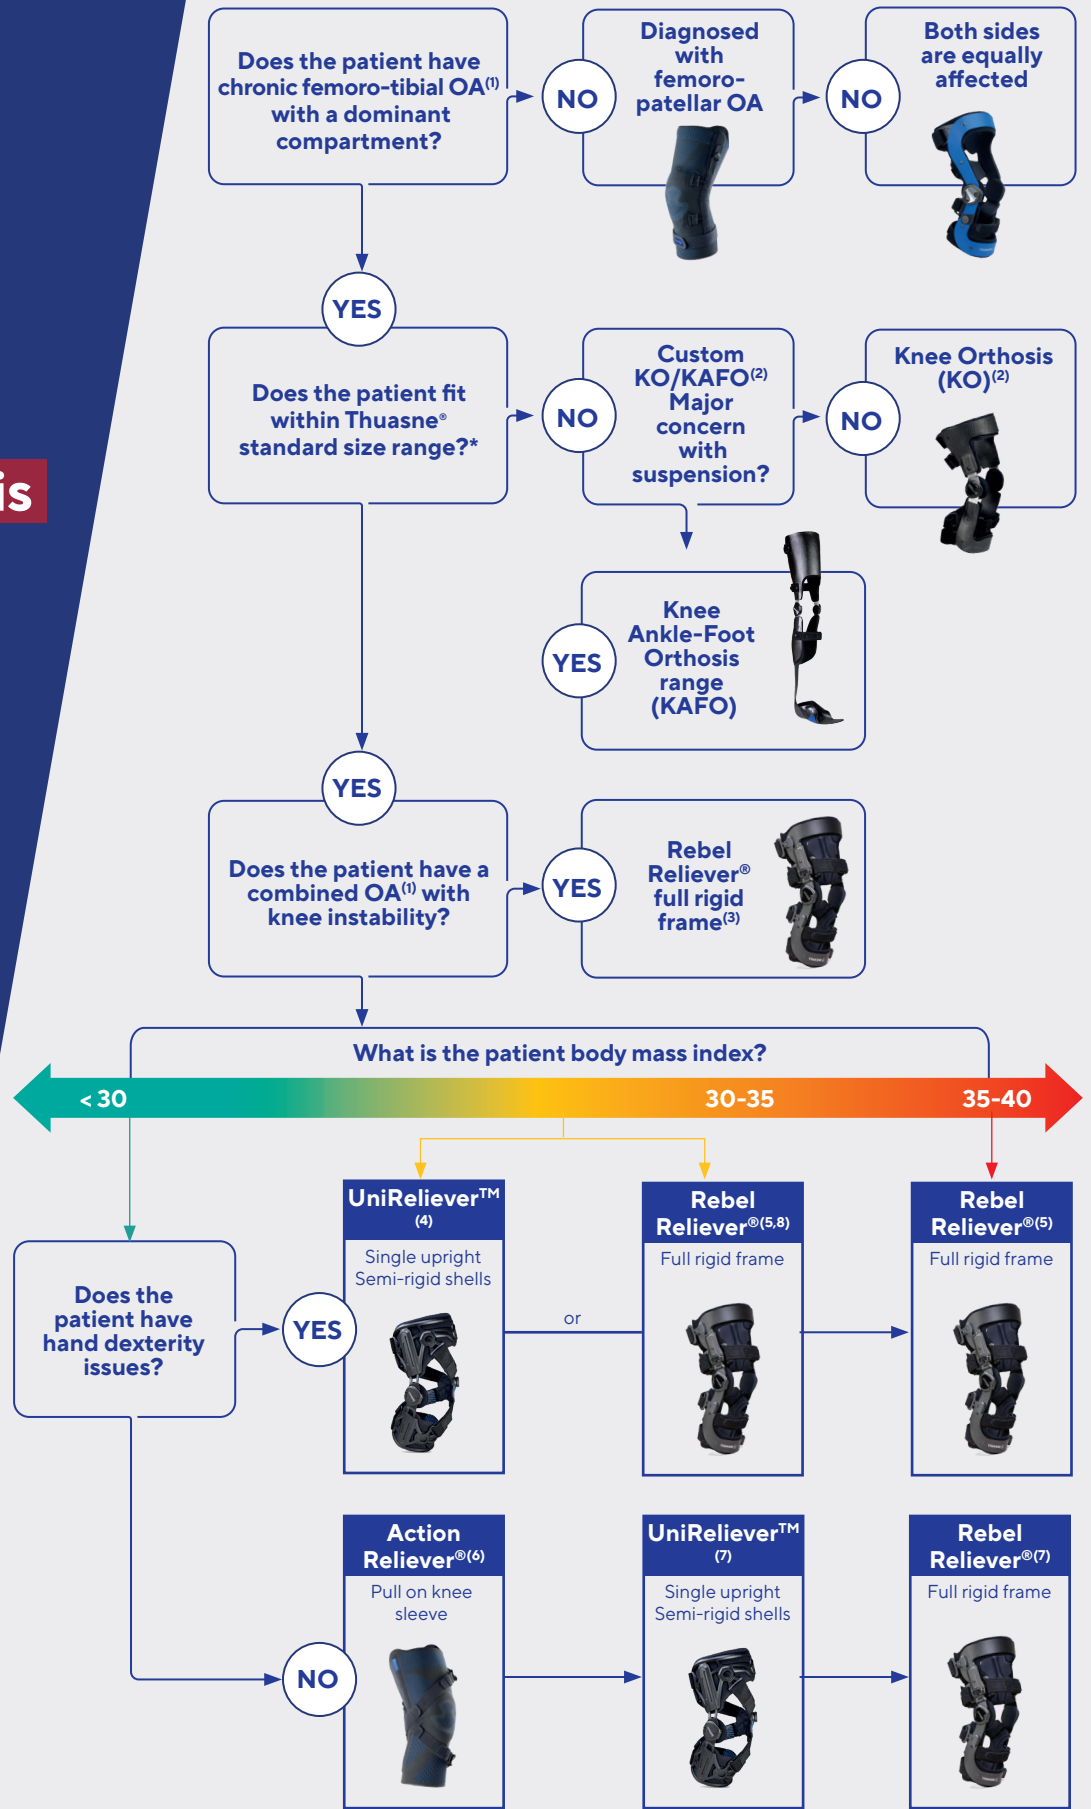 Does the patient have
chronic femoro-tibial OA(1)
with a dominant
compartment?
NO
Diagnosed
with
femoro-
patellar OA
NO
Both sides
are equally
affected
YES
Does the patient fit
within Thuasne®
standard size range?*
NO
Custom
KO/KAFO(2)
Major
concern
with
suspension?
NO
Knee Orthosis
(KO)(2)
is
YES
Knee
Ankle-Foot
Orthosis
range
(KAFO)
YES
Does the patient have a
combined OA(1) with
knee instability?
YES
Rebel
Reliever®
full rigid
frame(3)
What is the patient body mass index?
< 30
30-35
35-40
Does the
patient have
hand dexterity
issues?
YES
UniReliever™
(4)
Single upright
Semi-rigid shells
or
Rebel
Reliever®(5,8)
Full rigid frame
Rebel
Reliever®(5)
Full rigid frame
NO
Action
Reliever®(6)
Pull on knee
sleeve
UniReliever™
(7)
Single upright
Semi-rigid shells
Rebel
Reliever®(7)
Full rigid frame